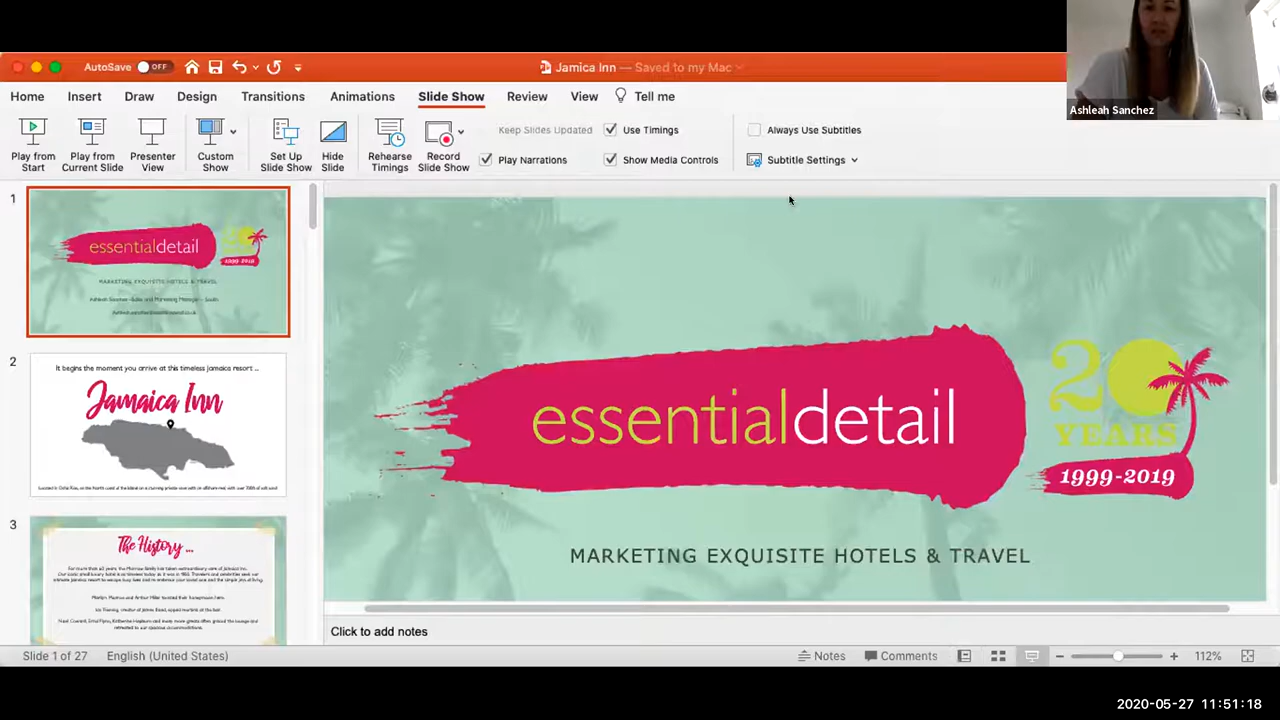 AutoSave OFF
Jamica Inn — Saved to my Mac
Ashleah Sanchez
Home Insert Draw Design Transitions Animations Slide Show Review View Tell me
Play from Start
Play from Current Slide
Presenter View
Custom Show
Set Up Slide Show
Hide Slide
Rehearse Timings
Record Slide Show
Keep Slides Updated
Use Timings
Play Narrations
Show Media Controls
Always Use Subtitles
Subtitle Settings
1
essentialdetail
1999-2019
MARKETING EXQUISITE HOTELS & TRAVEL
2
It begins the moment you arrive at this timeless Jamaica resort ...
Jamaica Inn
3
The History ...
essentialdetail
20
YEARS
1999-2019
MARKETING EXQUISITE HOTELS & TRAVEL
Click to add notes
Slide 1 of 27 English (United States) Notes Comments 112%
2020-05-27 11:51:18